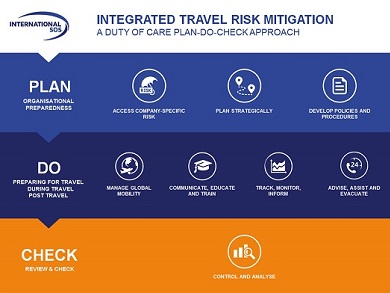 INTERNATIONAL
SOS
INTEGRATED TRAVEL RISK MITIGATION
A DUTY OF CARE PLAN-DO-CHECK APPROACH
PLAN
ORGANISATIONAL
PREPAREDNESS
RISK
ACCESS COMPANY-SPECIFIC
RISK
PLAN STRATEGICALLY
DEVELOP POLICIES AND
PROCEDURES
DO
PREPARING FOR TRAVEL
DURING TRAVEL
POST TRAVEL
MANAGE GLOBAL
MOBILITY
COMMUNICATE, EDUCATE
AND TRAIN
TRACK, MONITOR,
INFORM
24
ADVISE, ASSIST AND
EVACUATE
CHECK
REVIEW & CHECK
CONTROL AND ANALYSE